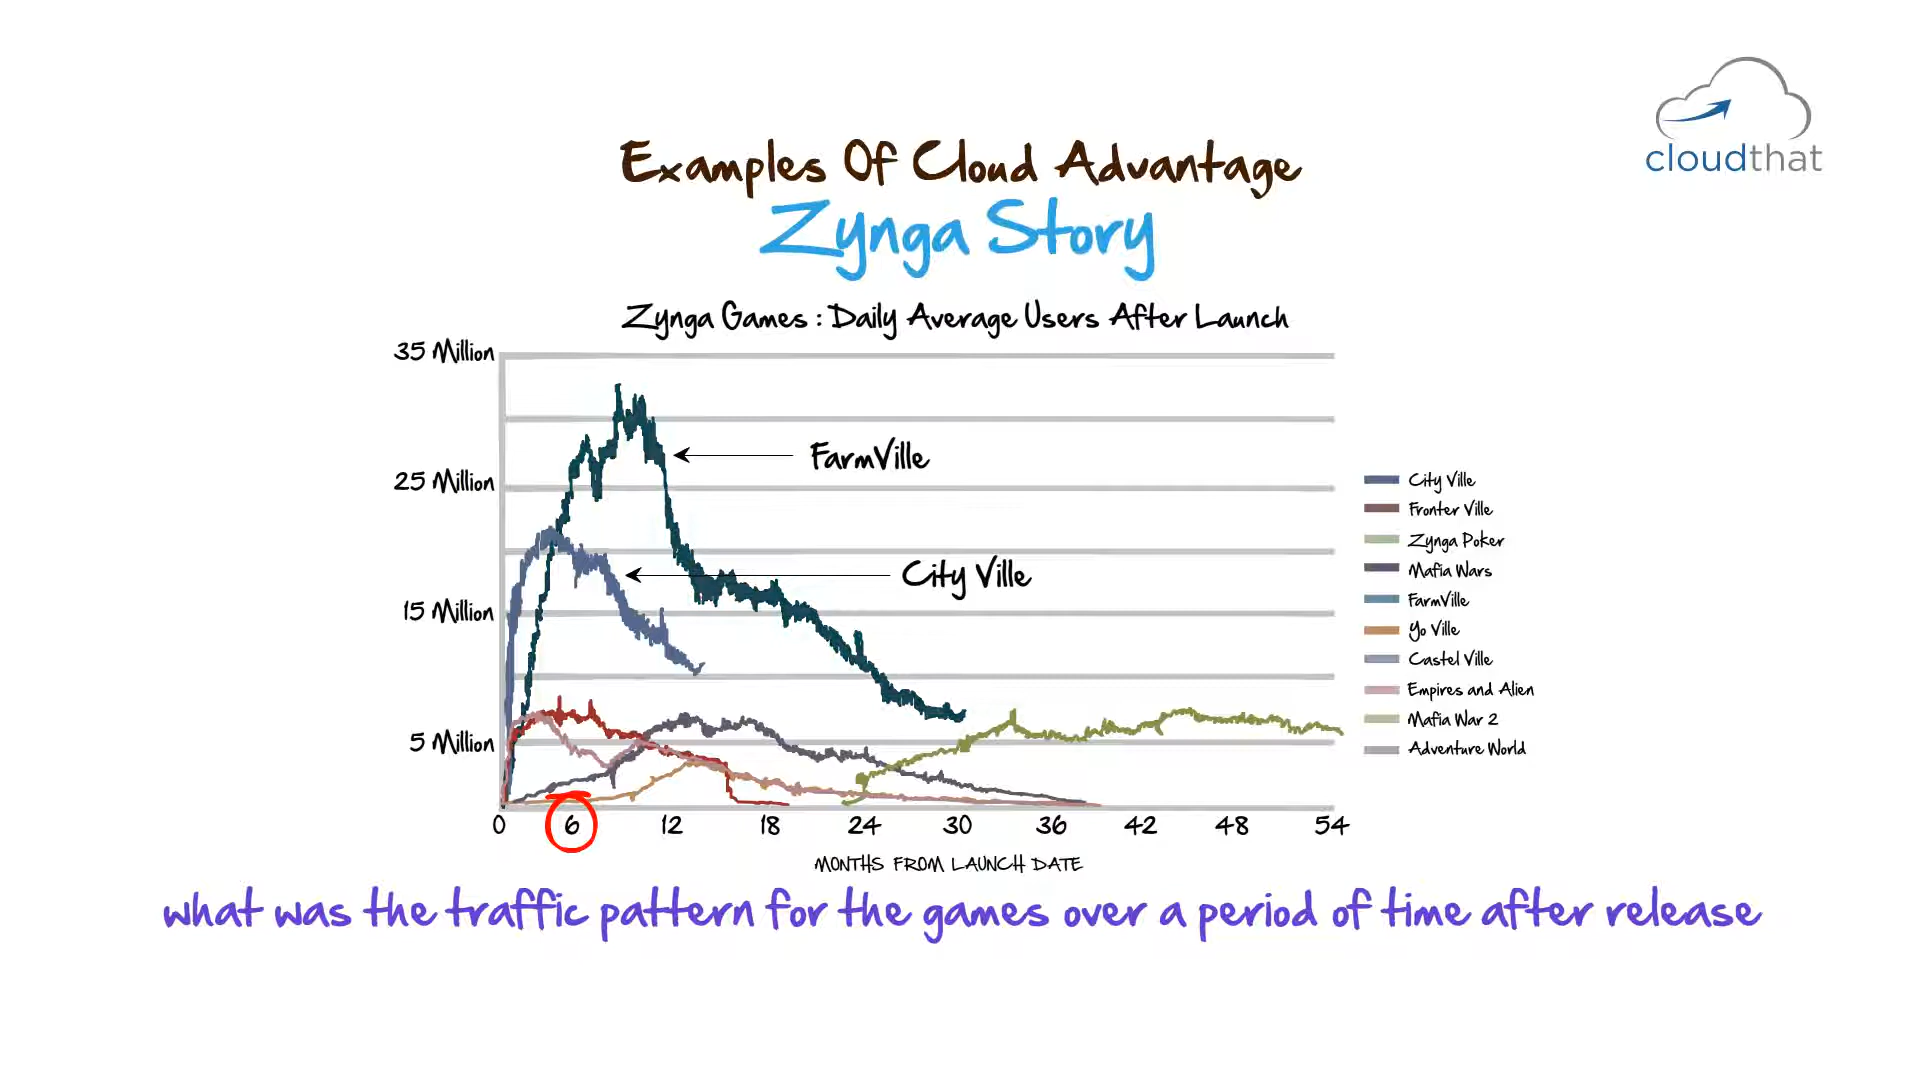 cloudthat
Examples Of Cloud Advantage
Zynga Story
Zynga Games : Daily Average Users After Launch
35 Million
25 Million
15 Million
5 Million
FarmVille
City Ville
City Ville
Fronter Ville
Zynga Poker
Mafia Wars
FarmVille
Yo Ville
Castel Ville
Empires and Alien
Mafia War 2
Adventure World
0 6 12 18 24 30 36 42 48 54
MONTHS FROM LAUNCH DATE
what was the traffic pattern for the games over a period of time after release